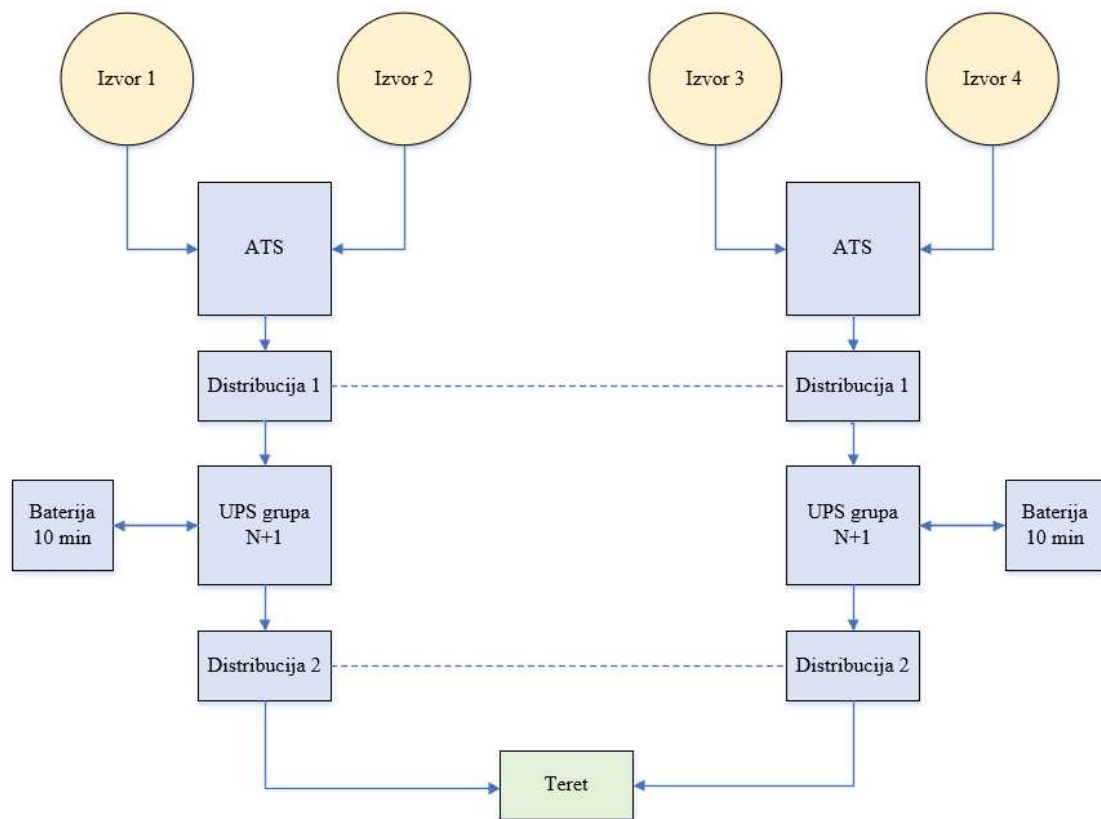 Izvor 1
Izvor 2
Izvor 3
Izvor 4
ATS
ATS
Distribucija 1
Distribucija 1
Baterija
10 min
UPS grupa
N+1
UPS grupa
N+1
Baterija
10 min
Distribucija 2
Distribucija 2
Teret